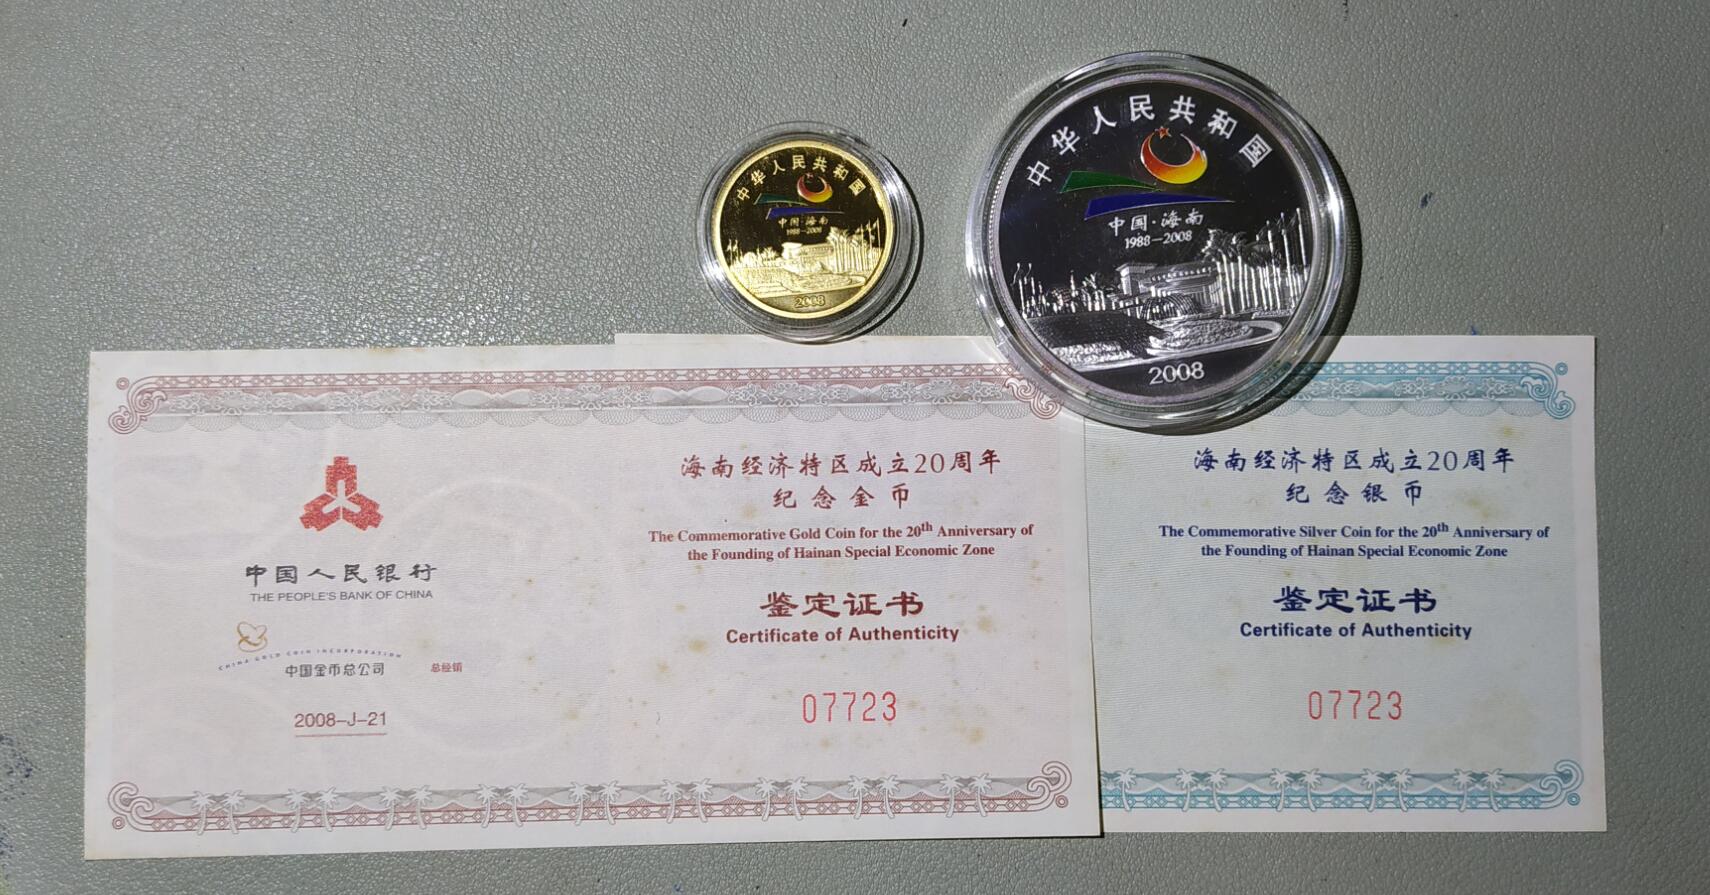 中华人民共和国
中国·海南
1988—2008
2008
中华人民共和国
中国·海南
1988—2008
2008
中国人民银行
THE PEOPLE'S BANK OF CHINA
CHINA GOLD COIN INCORPORATION
中国金币总公司 总经销
2008-J-21
海南经济特区成立20周年
纪念金币
The Commemorative Gold Coin for the 20th Anniversary of
the Founding of Hainan Special Economic Zone
鉴定证书
Certificate of Authenticity
07723
海南经济特区成立20周年
纪念银币
The Commemorative Silver Coin for the 20th Anniversary of
the Founding of Hainan Special Economic Zone
鉴定证书
Certificate of Authenticity
07723